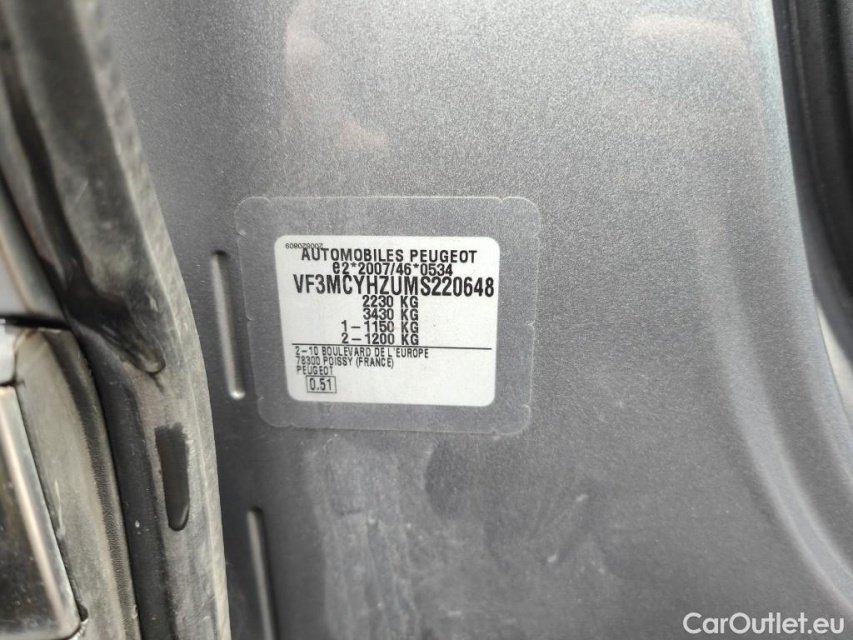 200620809
AUTOMOBILES PEUGEOT
e2*2007/46*0534
VF3MCYHZUMS220648
2230 KG
3430 KG
1-1150 KG
2-1200 KG
2-10 BOULEVARD DE L'EUROPE
78300 POISSY (FRANCE)
PEUGEOT
0.51
CarOutlet.eu